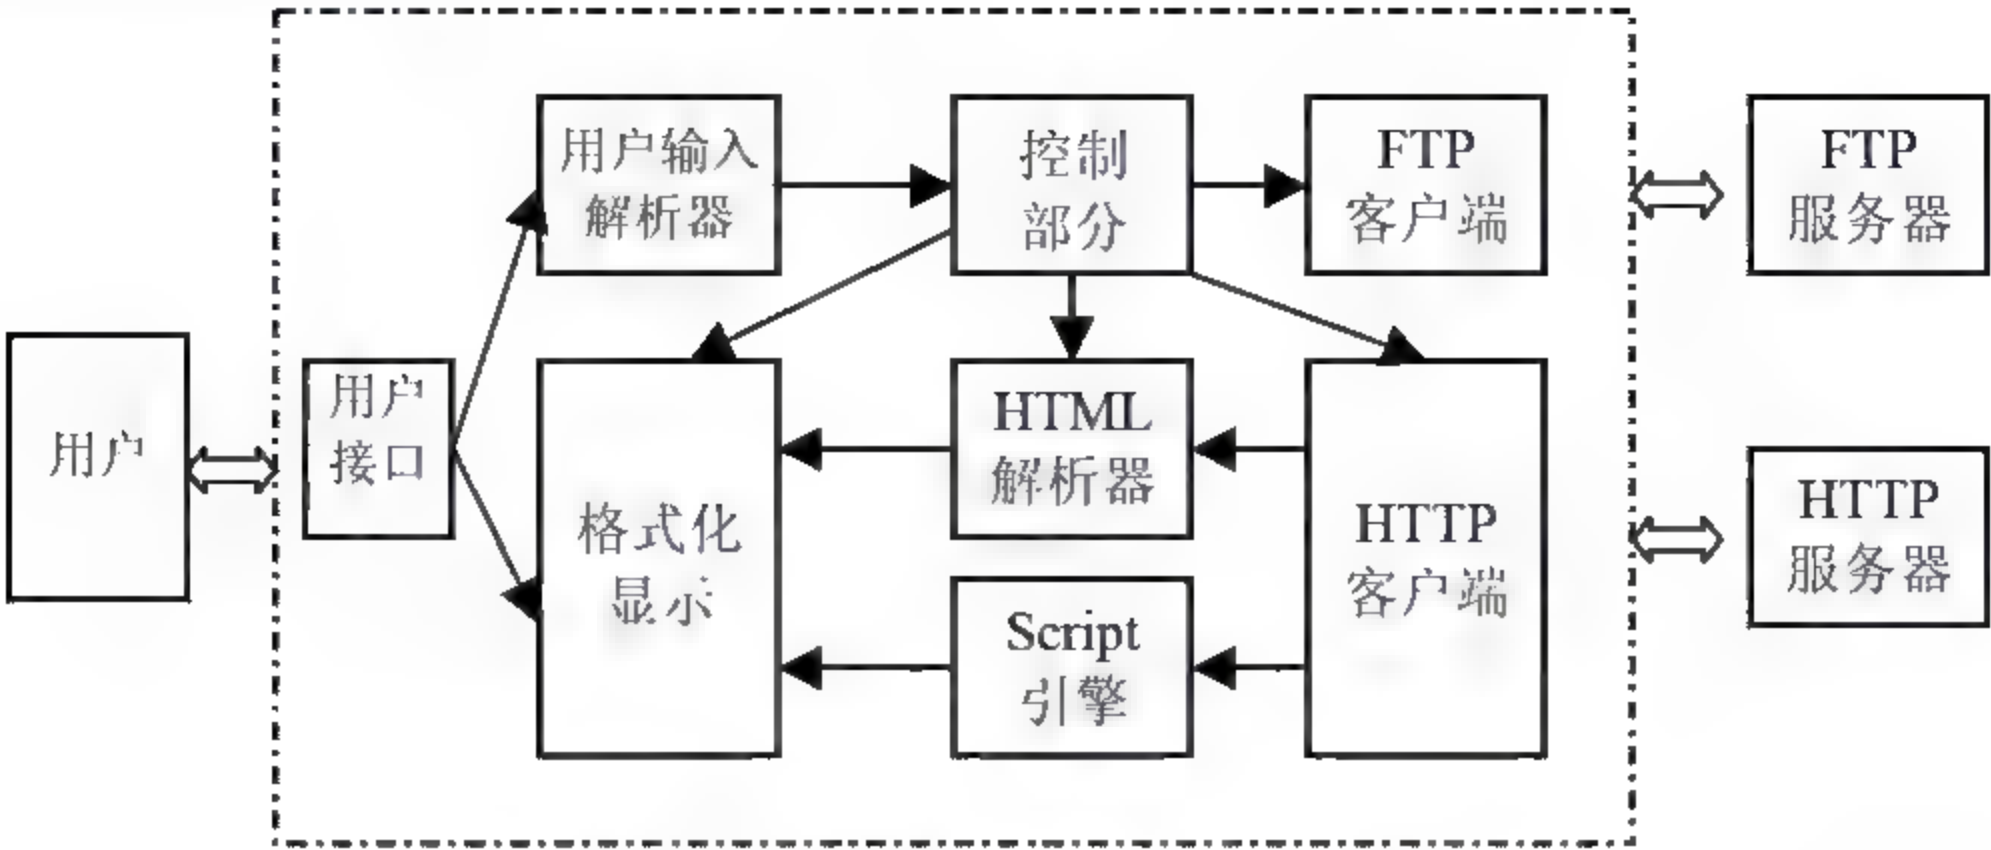 用户输入
解析器
控制
部分
FTP
客户端
FTP
服务器
用户
用户
接口
格式化
显示
HTML
解析器
Script
引擎
HTTP
客户端
HTTP
服务器